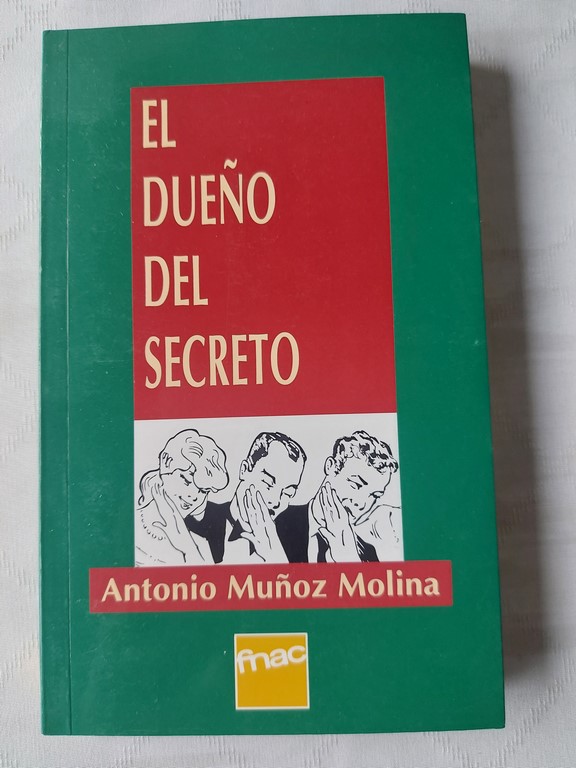 EL
DUEÑO
DEL
SECRETO
Antonio Muñoz Molina
fnac